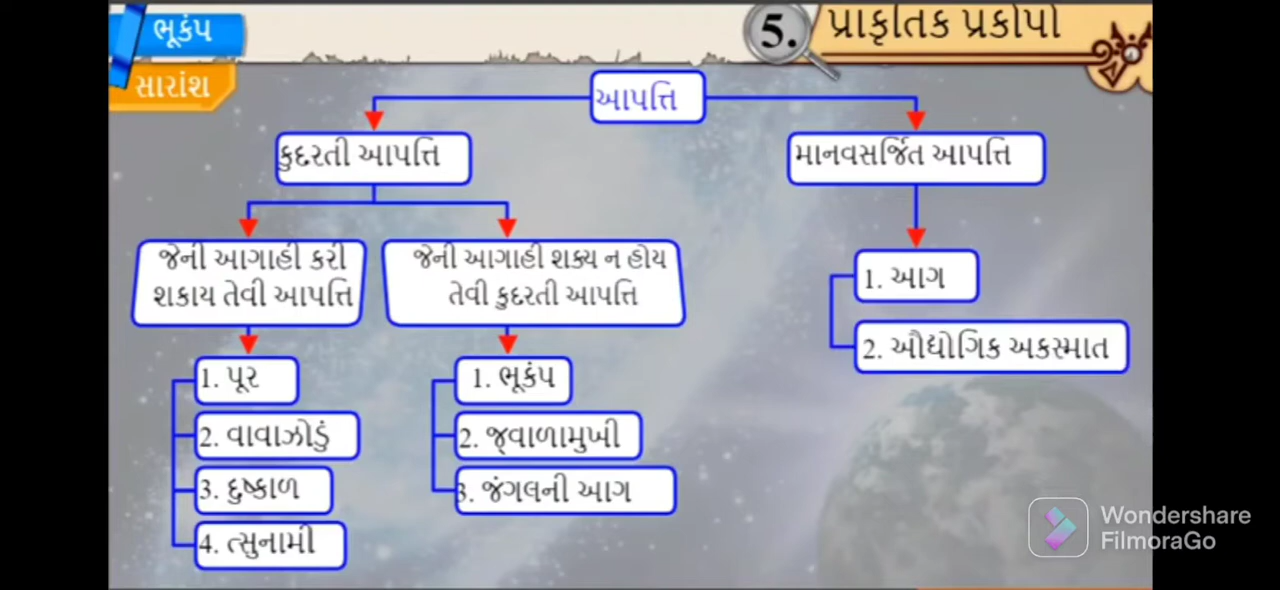 ભૂકંપ
5. પ્રાકૃતિક પ્રકોપો
સારાંશ
આપત્તિ
કુદરતી આપત્તિ
માનવસર્જિત આપત્તિ
જેની આગાહી કરી
શકાય તેવી આપત્તિ
જેની આગાહી શક્ય ન હોય
તેવી કુદરતી આપત્તિ
1. પૂર
2. વાવાઝોડું
3. દુષ્કાળ
4. ત્સુનામી
1. ભૂકંપ
2. જ્વાળામુખી
3. જંગલની આગ
1. આગ
2. ઔદ્યોગિક અકસ્માત
Wondershare
FilmoraGo